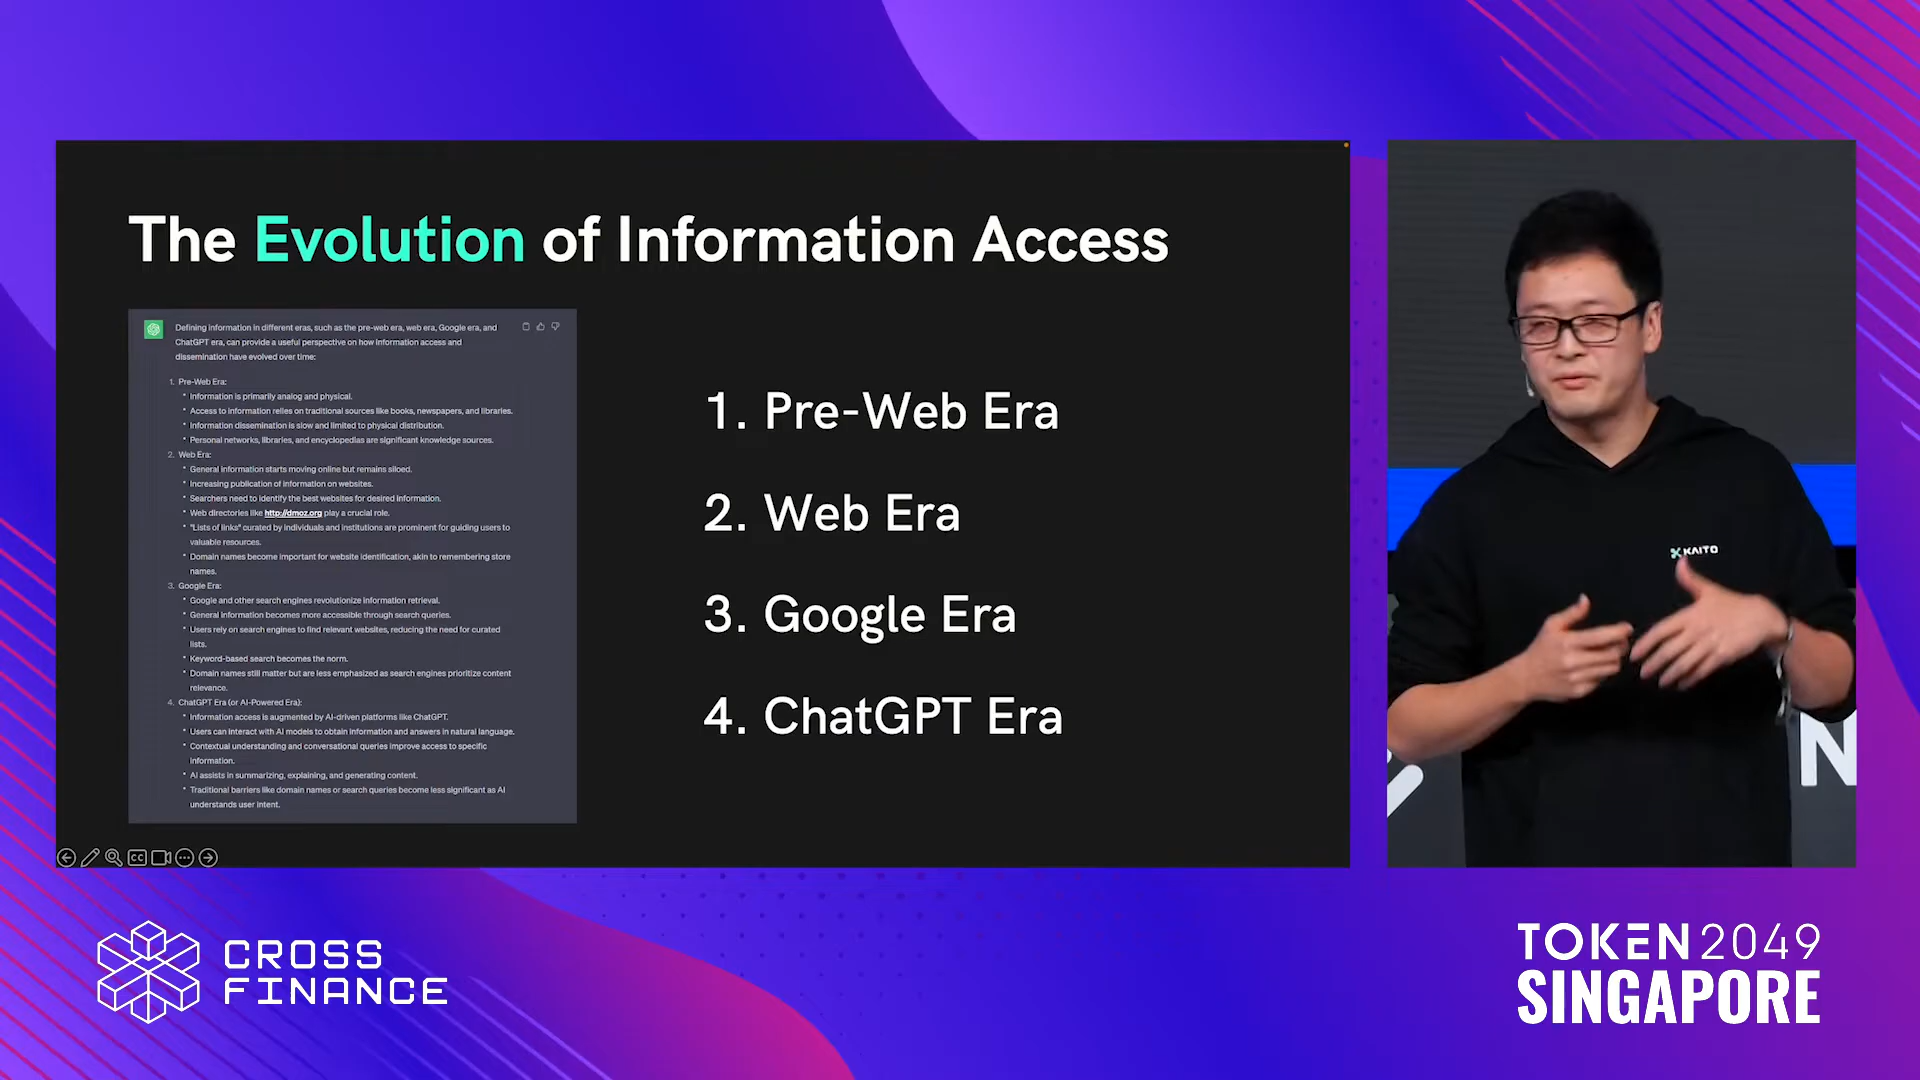 The Evolution of Information Access
Defining information in different eras, such as the pre-web era, web era, Google era, and
ChatGPT era, can provide a useful perspective on how information access and
dissemination have evolved over time:
1. Pre-Web Era:
• Information is primarily analog and physical.
• Access to information relies on traditional sources like books, newspapers, and libraries.
• Information dissemination is slow and limited to physical distribution.
• Personal networks, libraries, and encyclopedias are significant knowledge sources.
2. Web Era:
• General information starts moving online but remains siloed.
• Increasing publication of information on websites.
• Searchers need to identify the best websites for desired information.
• Web directories like http://dmoz.org play a crucial role.
• "Lists of links" curated by individuals and institutions are prominent for guiding users to
valuable resources.
• Domain names become important for website identification, akin to remembering store
names.
3. Google Era:
• Google and other search engines revolutionize information retrieval.
• General information becomes more accessible through search queries.
• Users rely on search engines to find relevant websites, reducing the need for curated
lists.
• Keyword-based search becomes the norm.
• Domain names still matter but are less emphasized as search engines prioritize content
relevance.
4. ChatGPT Era (or AI-Powered Era):
• Information access is augmented by AI-driven platforms like ChatGPT.
• Users can interact with AI models to obtain information and answers in natural language.
• Contextual understanding and conversational queries improve access to specific
information.
• AI assists in summarizing, explaining, and generating content.
• Traditional barriers like domain names or search queries become less significant as AI
understands user intent.
1. Pre-Web Era
2. Web Era
3. Google Era
4. ChatGPT Era
CC
KAITO
N
CROSS
FINANCE
TOKEN2049
SINGAPORE